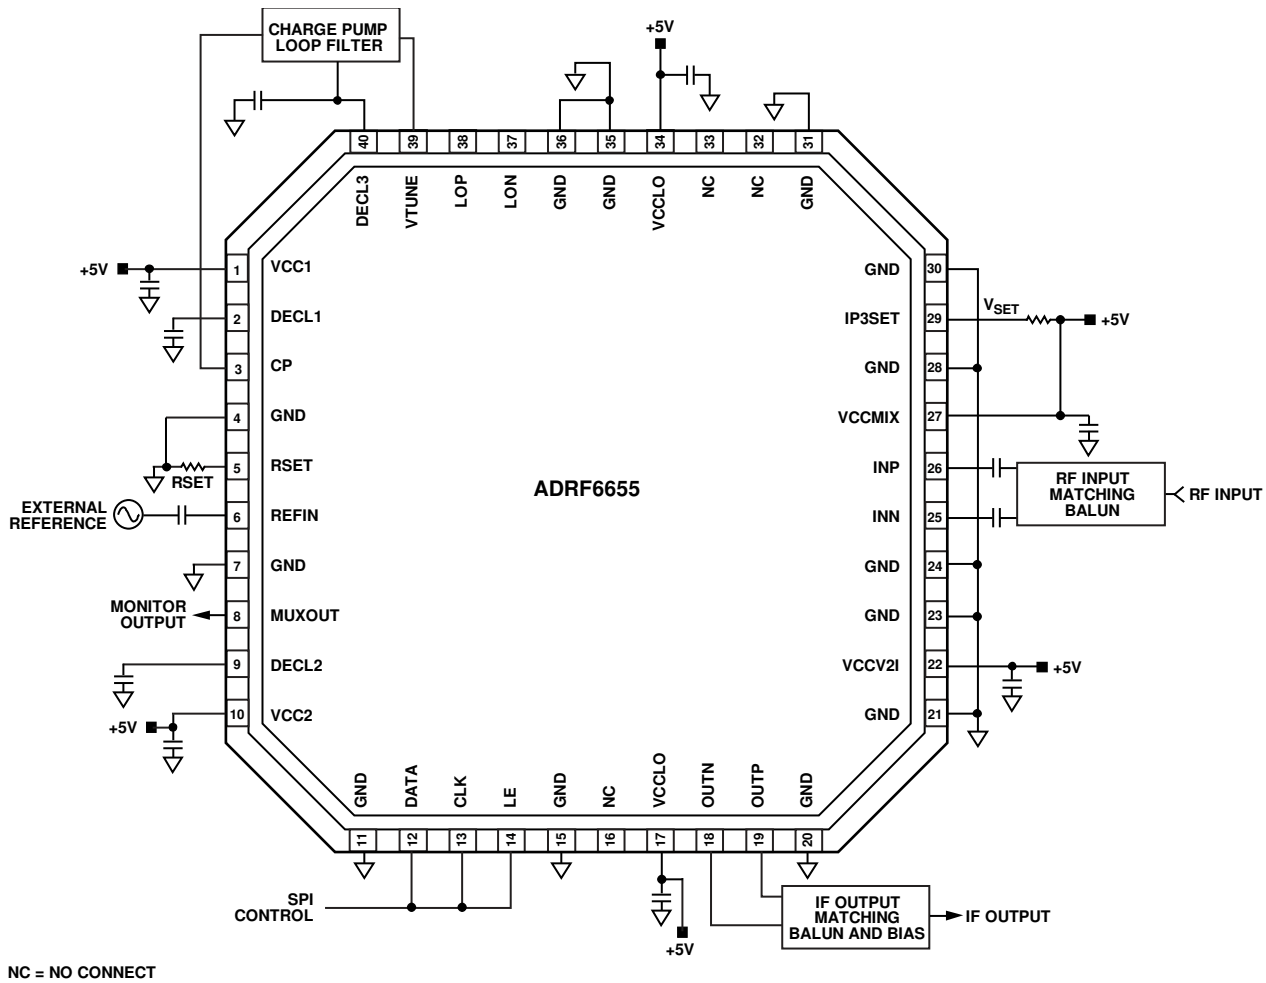 CHARGE PUMP
LOOP FILTER
+5V
40
39
38
37
36
35
34
33
32
31
DECL3
VTUNE
LOP
LON
GND
GND
VCCLO
NC
NC
GND
+5V
1 VCC1
2 DECL1
3 CP
4 GND
5 RSET
RSET
EXTERNAL
REFERENCE
6 REFIN
7 GND
MONITOR
OUTPUT
8 MUXOUT
9 DECL2
+5V
10 VCC2
ADRF6655
GND 30
IP3SET 29
VSET
+5V
GND 28
VCCMIX 27
INP 26
INN 25
RF INPUT
MATCHING
BALUN
RF INPUT
GND 24
GND 23
VCCV2I 22
+5V
GND 21
GND
DATA
CLK
LE
GND
NC
VCCLO
OUTN
OUTP
GND
11
12
13
14
15
16
17
18
19
20
SPI
CONTROL
+5V
IF OUTPUT
MATCHING
BALUN AND BIAS
IF OUTPUT
NC = NO CONNECT